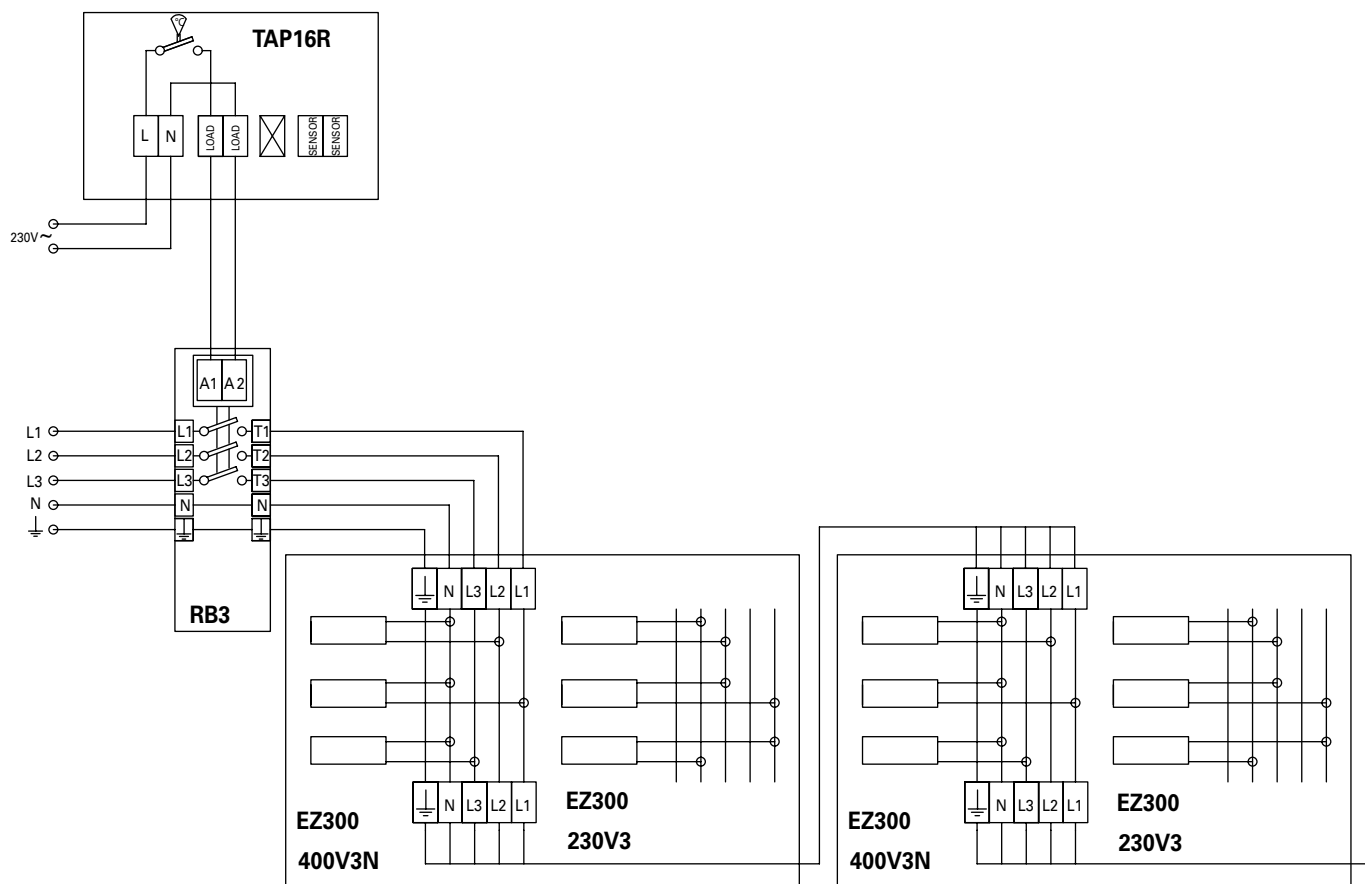 °C
TAP16R
L N LOAD LOAD SENSOR SENSOR
230V~
A1 A2
L1 L1 T1
L2 L2 T2
L3 L3 T3
N N N
RB3
N L3 L2 L1
N L3 L2 L1
N L3 L2 L1
N L3 L2 L1
EZ300
400V3N
EZ300
230V3
EZ300
400V3N
EZ300
230V3